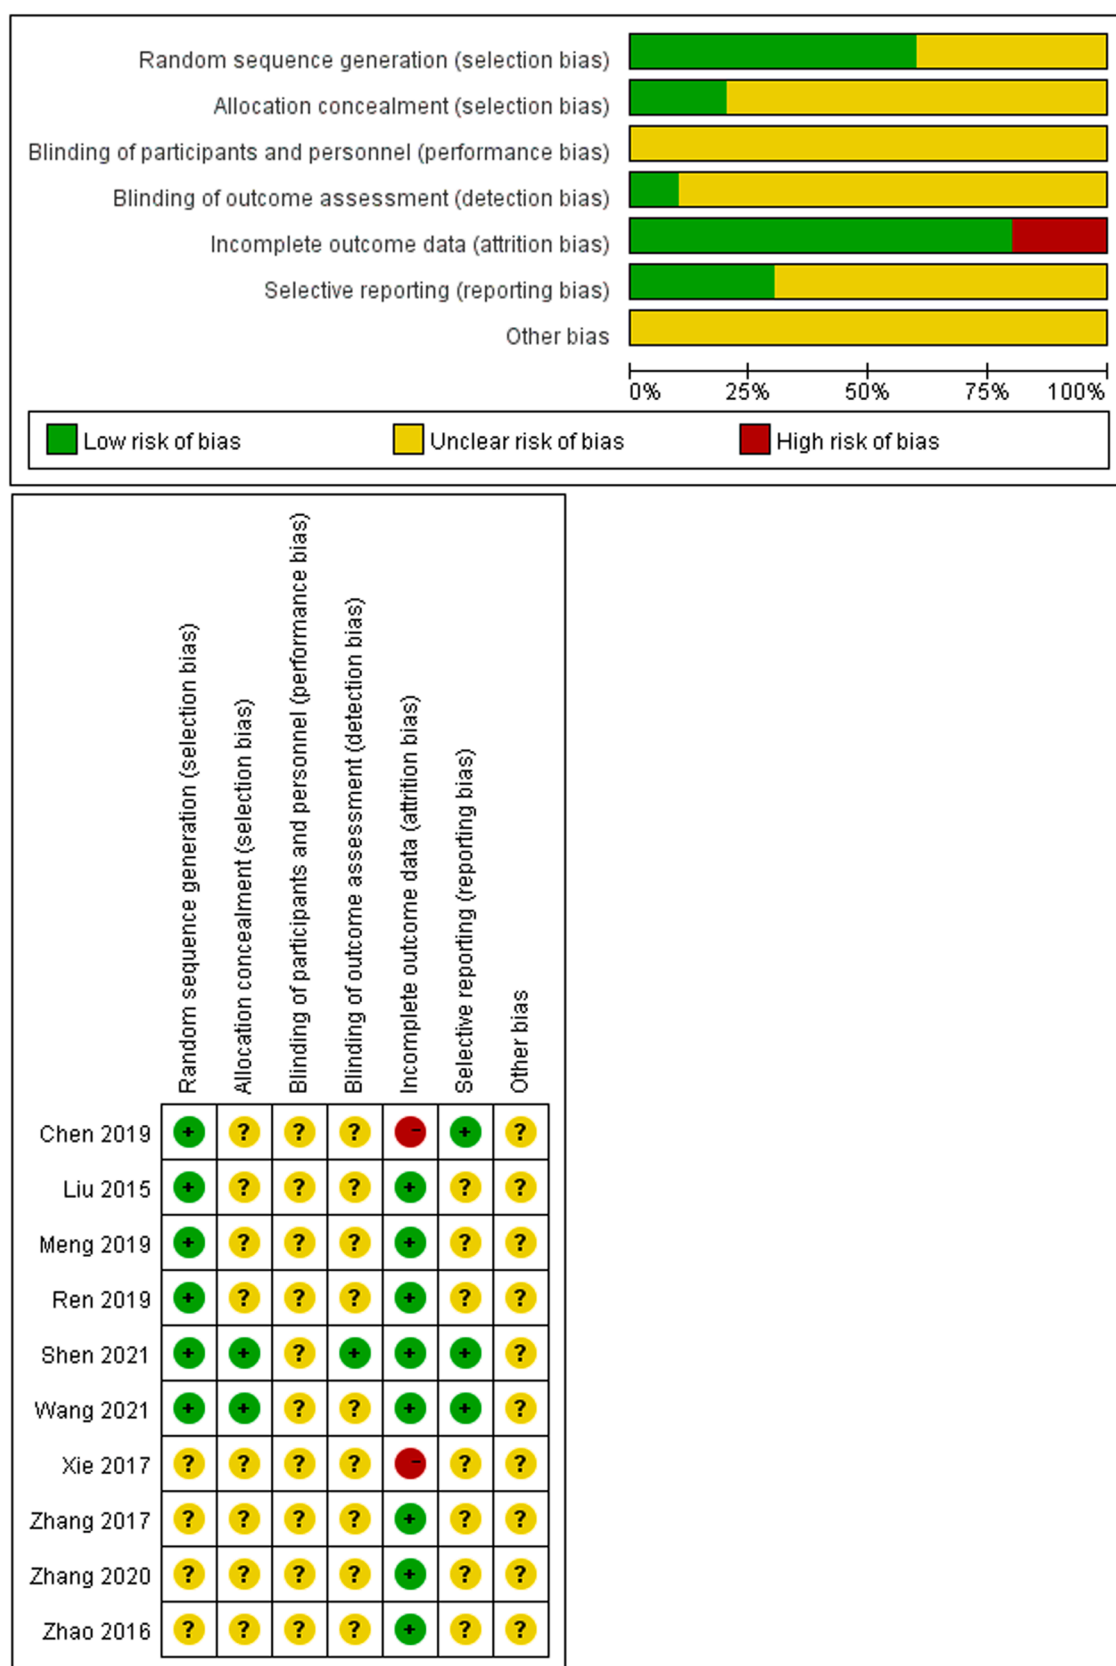 Random sequence generation (selection bias)
Allocation concealment (selection bias)
Blinding of participants and personnel (performance bias)
Blinding of outcome assessment (detection bias)
Incomplete outcome data (attrition bias)
Selective reporting (reporting bias)
Other bias
0% 25% 50% 75% 100%
Low risk of bias Unclear risk of bias High risk of bias
Random sequence generation (selection bias)
Allocation concealment (selection bias)
Blinding of participants and personnel (performance bias)
Blinding of outcome assessment (detection bias)
Incomplete outcome data (attrition bias)
Selective reporting (reporting bias)
Other bias
Chen 2019 + ? ? ? - + ?
Liu 2015 + ? ? ? + ? ?
Meng 2019 + ? ? ? + ? ?
Ren 2019 + ? ? ? + ? ?
Shen 2021 + + ? + + + ?
Wang 2021 + + ? ? + + ?
Xie 2017 ? ? ? ? - ? ?
Zhang 2017 ? ? ? ? + ? ?
Zhang 2020 ? ? ? ? + ? ?
Zhao 2016 ? ? ? ? + ? ?